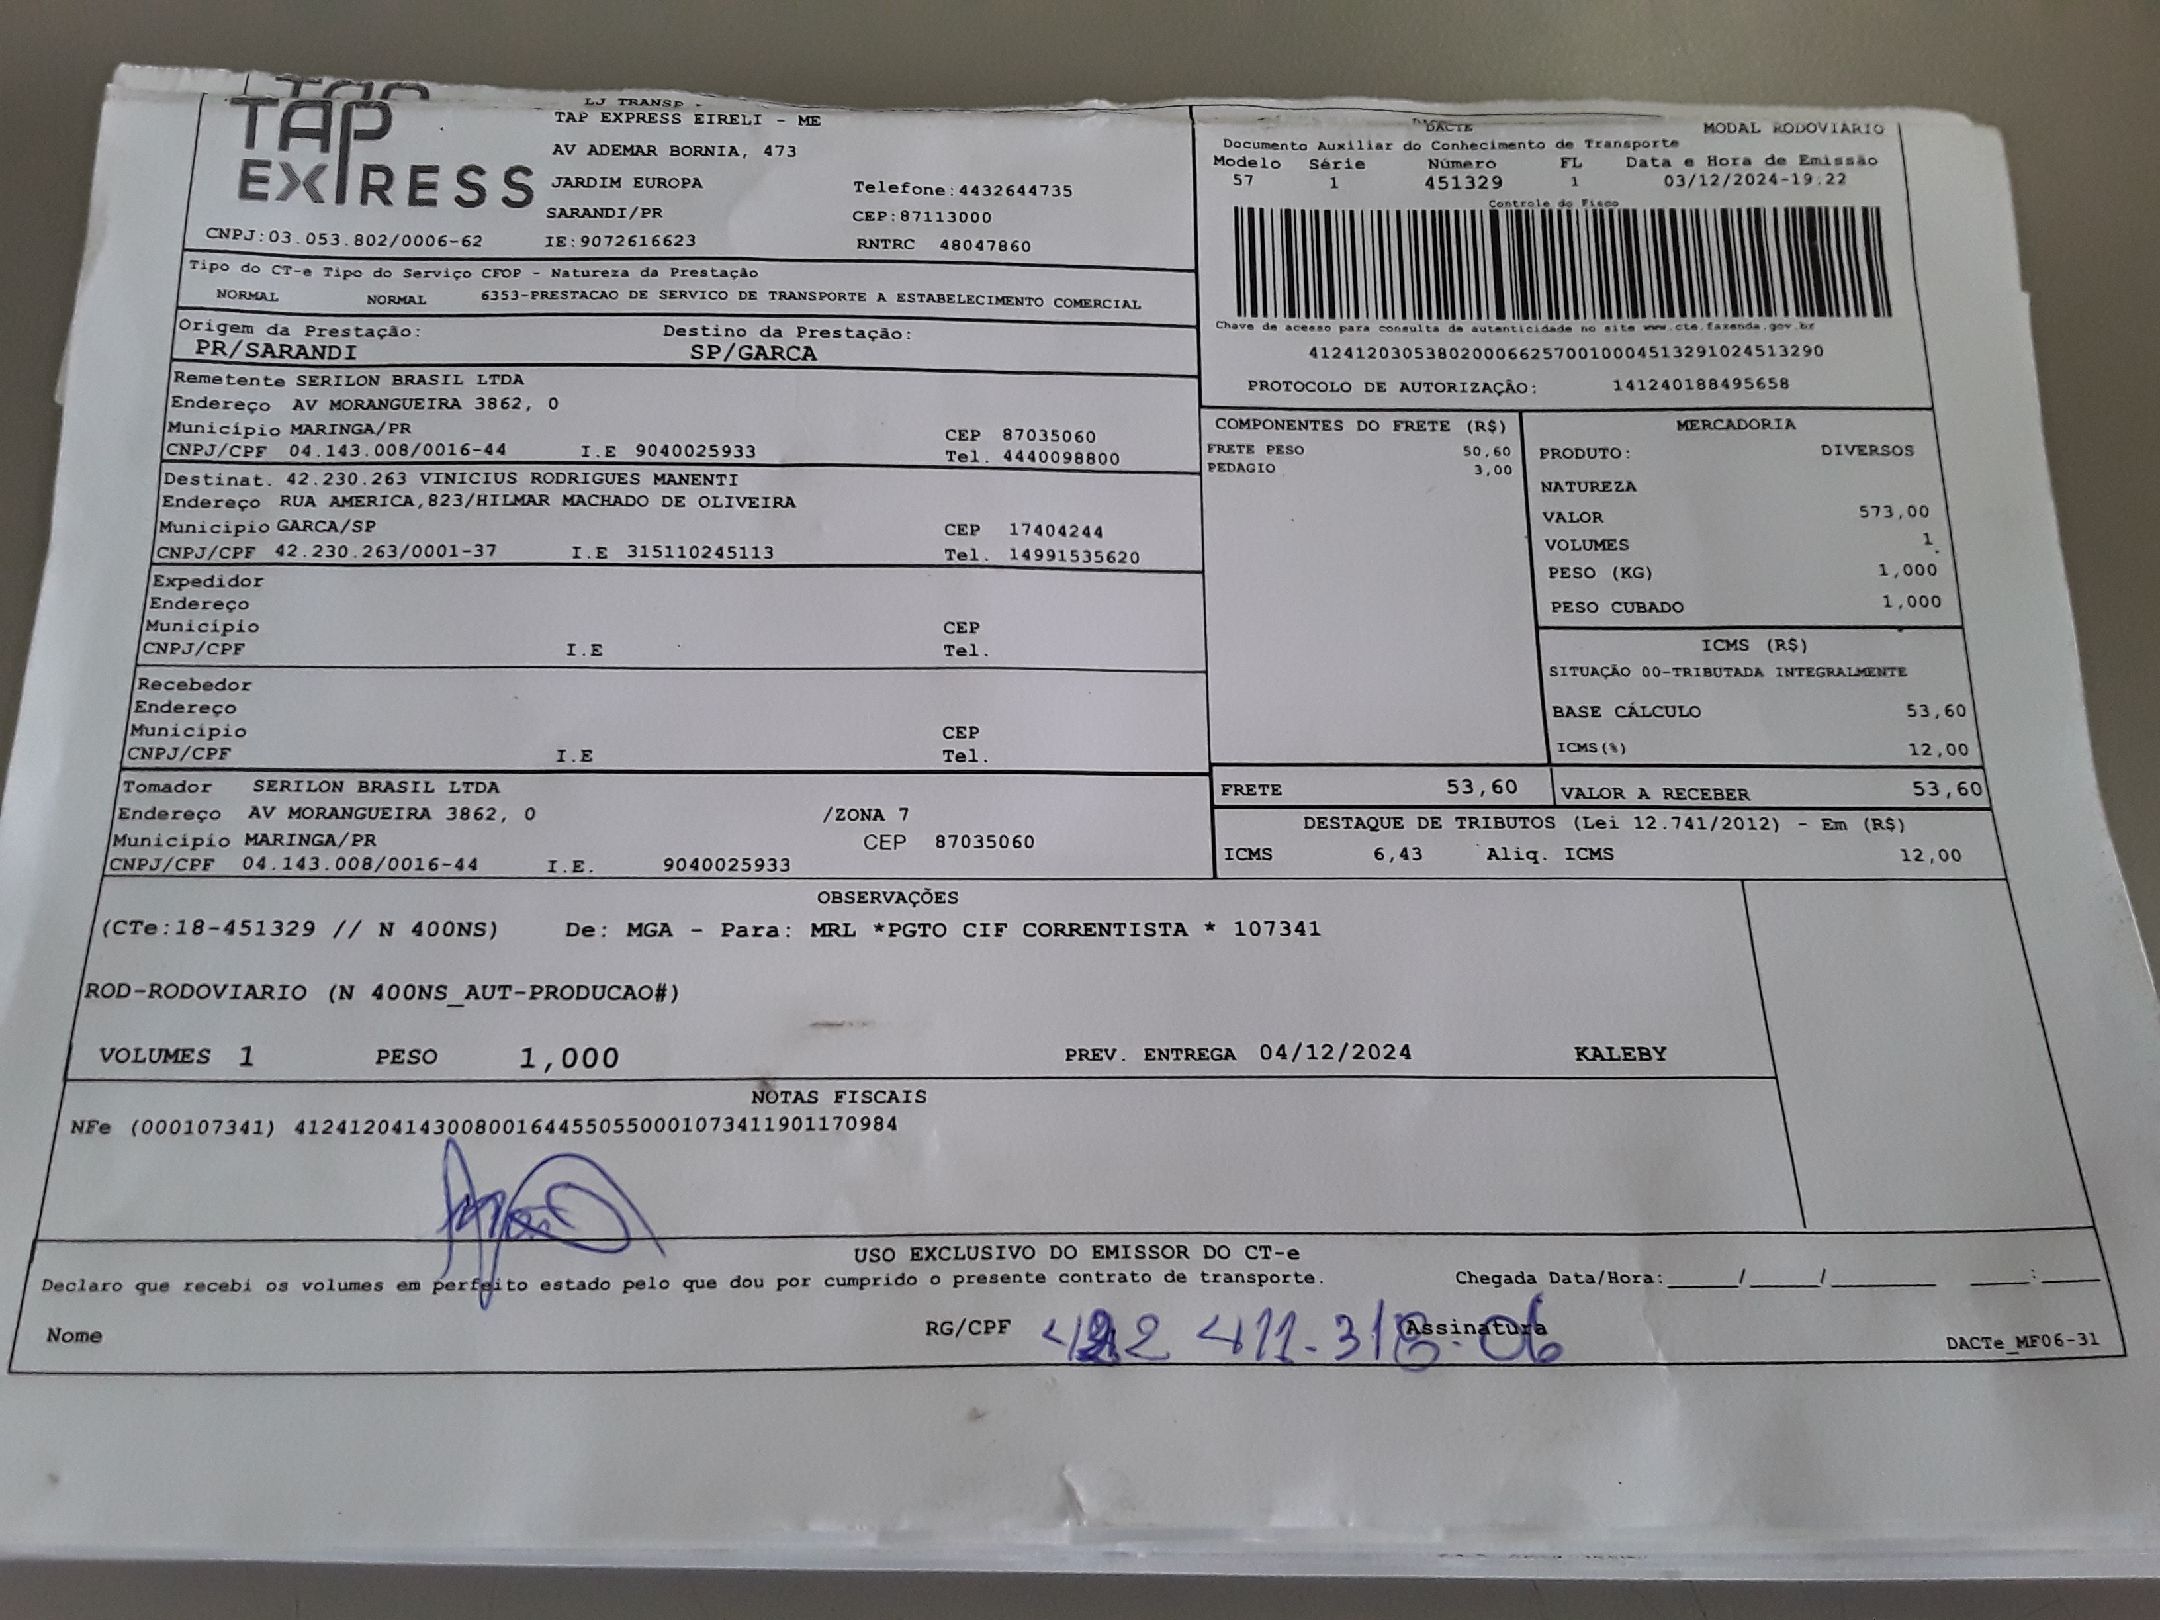 TAP EXPRESS
TAP EXPRESS EIRELI - ME
AV ADEMAR BORNIA, 473
JARDIM EUROPA Telefone:4432644735
SARANDI/PR CEP:87113000
CNPJ:03.053.802/0006-62 IE:9072616623 RNTRC 48047860
DACTE MODAL RODOVIARIO
Documento Auxiliar do Conhecimento de Transporte
Modelo Série Número FL Data e Hora de Emissão
57 1 451329 1 03/12/2024-19.22
Controle do Fisco
Chave de acesso para consulta de autenticidade no site www.cte.fazenda.gov.br
41241203053802000662570010004513291024513290
PROTOCOLO DE AUTORIZAÇÃO: 141240188495658
Tipo do CT-e Tipo do Serviço CFOP - Natureza da Prestação
NORMAL NORMAL 6353-PRESTACAO DE SERVICO DE TRANSPORTE A ESTABELECIMENTO COMERCIAL
Origem da Prestação: Destino da Prestação:
PR/SARANDI SP/GARCA
Remetente SERILON BRASIL LTDA
Endereço AV MORANGUEIRA 3862, 0
Município MARINGA/PR CEP 87035060
CNPJ/CPF 04.143.008/0016-44 I.E 9040025933 Tel. 4440098800
Destinat. 42.230.263 VINICIUS RODRIGUES MANENTI
Endereço RUA AMERICA,823/HILMAR MACHADO DE OLIVEIRA
Municipio GARCA/SP CEP 17404244
CNPJ/CPF 42.230.263/0001-37 I.E 315110245113 Tel. 14991535620
Expedidor
Endereço
Município CEP
CNPJ/CPF I.E Tel.
Recebedor
Endereço
Município CEP
CNPJ/CPF I.E Tel.
Tomador SERILON BRASIL LTDA
Endereço AV MORANGUEIRA 3862, 0 /ZONA 7
Município MARINGA/PR CEP 87035060
CNPJ/CPF 04.143.008/0016-44 I.E. 9040025933
COMPONENTES DO FRETE (R$)
FRETE PESO 50,60
PEDAGIO 3,00
MERCADORIA
PRODUTO: DIVERSOS
NATUREZA
VALOR 573,00
VOLUMES 1
PESO (KG) 1,000
PESO CUBADO 1,000
ICMS (R$)
SITUAÇÃO 00-TRIBUTADA INTEGRALMENTE
BASE CÁLCULO 53,60
ICMS(%) 12,00
FRETE 53,60 VALOR A RECEBER 53,60
DESTAQUE DE TRIBUTOS (Lei 12.741/2012) - Em (R$)
ICMS 6,43 Aliq. ICMS 12,00
OBSERVAÇÕES
(CTe:18-451329 // N 400NS) De: MGA - Para: MRL *PGTO CIF CORRENTISTA * 107341
ROD-RODOVIARIO (N 400NS_AUT-PRODUCAO#)
VOLUMES 1 PESO 1,000 PREV. ENTREGA 04/12/2024 KALEBY
NOTAS FISCAIS
NFe (000107341) 41241204143008001644550550001073411901170984
USO EXCLUSIVO DO EMISSOR DO CT-e
Declaro que recebi os volumes em perfeito estado pelo que dou por cumprido o presente contrato de transporte. Chegada Data/Hora:_____/_____/_______ ____:____
Nome RG/CPF 411.318-06 Assinatura DACTe_MF06-31